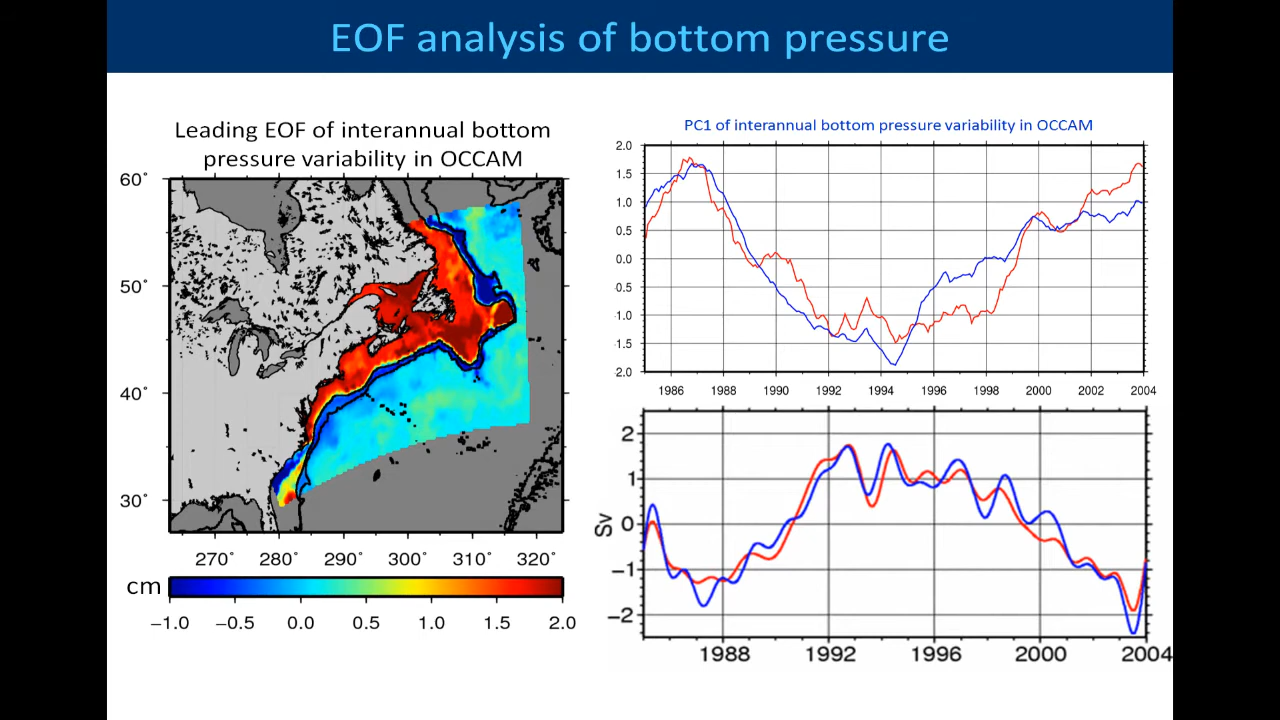 EOF analysis of bottom pressure
Leading EOF of interannual bottom
pressure variability in OCCAM
60°
50°
40°
30°
270° 280° 290° 300° 310° 320°
cm
−1.0 −0.5 0.0 0.5 1.0 1.5 2.0
PC1 of interannual bottom pressure variability in OCCAM
2.0
1.5
1.0
0.5
0.0
-0.5
-1.0
-1.5
2.0
1986 1988 1990 1992 1994 1996 1998 2000 2002 2004
Sv
2
1
0
−1
−2
1988 1992 1996 2000 2004